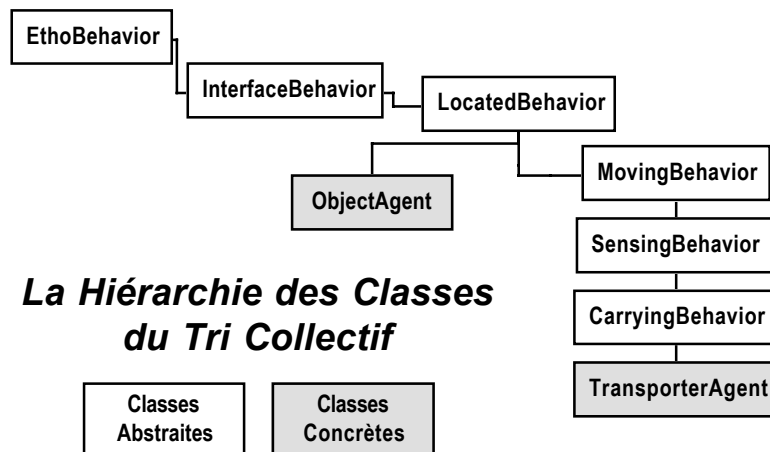 EthoBehavior
InterfaceBehavior
LocatedBehavior
MovingBehavior
ObjectAgent
SensingBehavior
CarryingBehavior
TransporterAgent
La Hiérarchie des Classes
du Tri Collectif
Classes
Abstraites
Classes
Concrètes